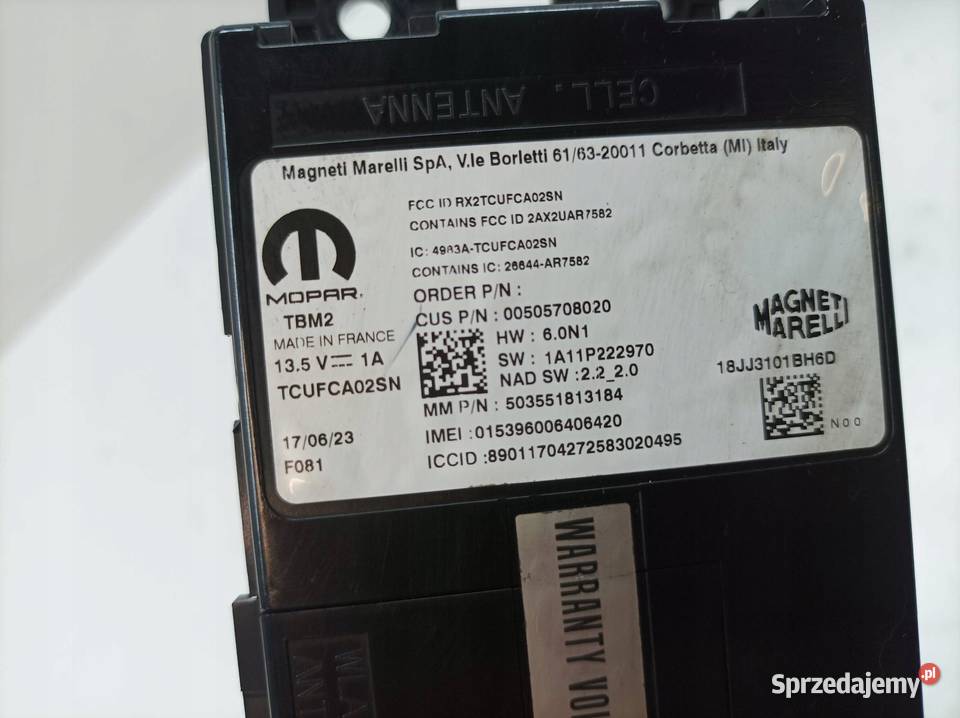 CELL. ANTENNA
Magneti Marelli SpA, V.le Borletti 61/63-20011 Corbetta (MI) Italy
FCC ID RX2TCUFCA02SN
CONTAINS FCC ID 2AX2UAR7582
IC: 4983A-TCUFCA02SN
CONTAINS IC: 26644-AR7582
MOPAR.
ORDER P/N :
TBM2
CUS P/N : 00505708020
MADE IN FRANCE
HW : 6.0N1
13.5 V⎓ 1A
SW : 1A11P222970
TCUFCA02SN
NAD SW :2.2_2.0
MM P/N : 503551813184
MAGNETI
MARELLI
18JJ3101BH6D
N00
17/06/23
IMEI :015396006406420
F081
ICCID :89011704272583020495
WARRANTY
Sprzedajemy.pl